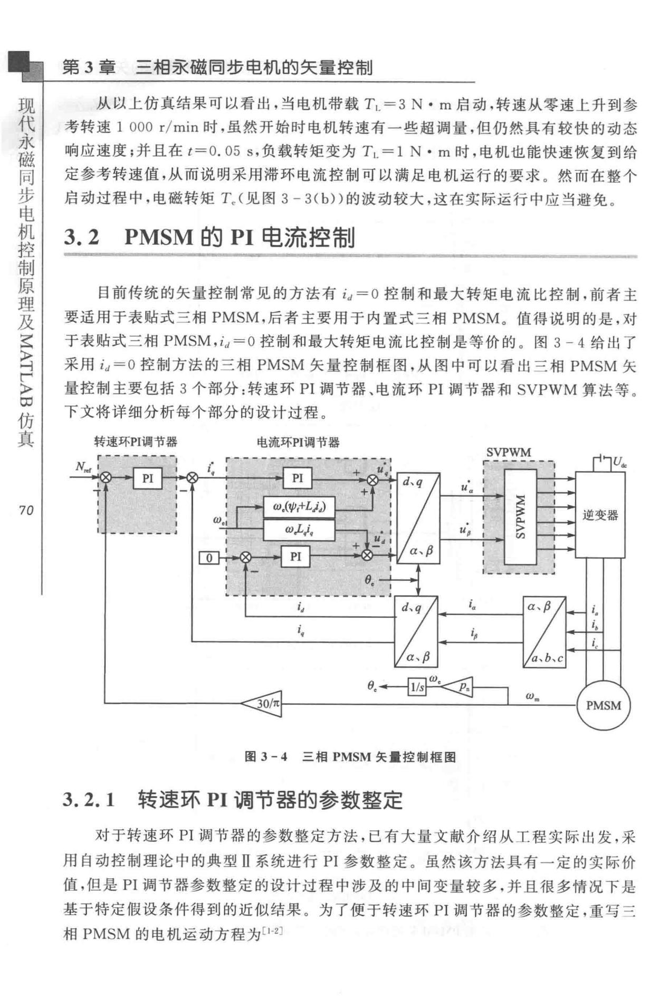 第 3 章 三相永磁同步电机的矢量控制
现代永磁同步电机控制原理及MATLAB仿真
70
从以上仿真结果可以看出,当电机带载 T_L=3 N·m 启动,转速从零速上升到参
考转速 1 000 r/min 时,虽然开始时电机转速有一些超调量,但仍然具有较快的动态
响应速度;并且在 t=0.05 s,负载转矩变为 T_L=1 N·m 时,电机也能快速恢复到给
定参考转速值,从而说明采用滞环电流控制可以满足电机运行的要求。然而在整个
启动过程中,电磁转矩 T_e(见图 3-3(b))的波动较大,这在实际运行中应当避免。
3.2 PMSM 的 PI 电流控制
目前传统的矢量控制常见的方法有 i_d=0 控制和最大转矩电流比控制,前者主
要适用于表贴式三相 PMSM,后者主要用于内置式三相 PMSM。值得说明的是,对
于表贴式三相 PMSM,i_d=0 控制和最大转矩电流比控制是等价的。图 3-4 给出了
采用 i_d=0 控制方法的三相 PMSM 矢量控制框图,从图中可以看出三相 PMSM 矢
量控制主要包括 3 个部分:转速环 PI 调节器、电流环 PI 调节器和 SVPWM 算法等。
下文将详细分析每个部分的设计过程。
转速环PI调节器
电流环PI调节器
SVPWM
U_dc
N_ref
PI
i_q^*
PI
u_q^*
d、q
u_α^*
SVPWM
逆变器
ω_e(ψ_f+L_d i_d)
ω_e
ω_e L_q i_q
u_β^*
u_d^*
0
PI
α、β
θ_e
i_d
d、q
i_α
α、β
i_a
i_q
i_b
i_β
i_c
α、β
a、b、c
θ_e
1/s
ω_e
p_n
30/π
ω_m
PMSM
图 3-4 三相 PMSM 矢量控制框图
3.2.1 转速环 PI 调节器的参数整定
对于转速环 PI 调节器的参数整定方法,已有大量文献介绍从工程实际出发,采
用自动控制理论中的典型Ⅱ系统进行 PI 参数整定。虽然该方法具有一定的实际价
值,但是 PI 调节器参数整定的设计过程中涉及的中间变量较多,并且很多情况下是
基于特定假设条件得到的近似结果。为了便于转速环 PI 调节器的参数整定,重写三
相 PMSM 的电机运动方程为[1-2]